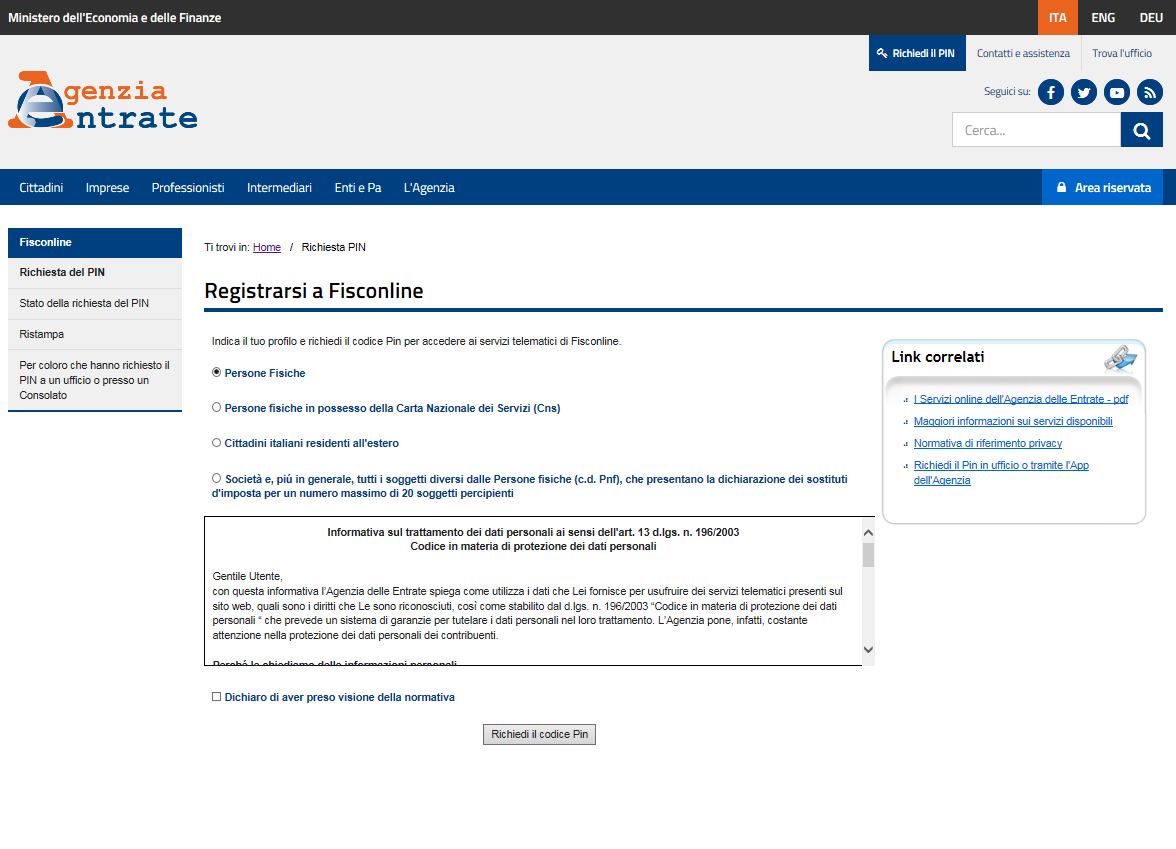 Ministero dell'Economia e delle Finanze
ITA ENG DEU
Richiedi il PIN Contatti e assistenza Trova l'ufficio
Seguici su:
Agenzia
Entrate
Cerca...
Cittadini Imprese Professionisti Intermediari Enti e Pa L'Agenzia Area riservata
Fisconline
Richiesta del PIN
Stato della richiesta del PIN
Ristampa
Per coloro che hanno richiesto il
PIN a un ufficio o presso un
Consolato
Ti trovi in: Home / Richiesta PIN
Registrarsi a Fisconline
Indica il tuo profilo e richiedi il codice Pin per accedere ai servizi telematici di Fisconline.
Persone Fisiche
Persone fisiche in possesso della Carta Nazionale dei Servizi (Cns)
Cittadini italiani residenti all'estero
Società e, piú in generale, tutti i soggetti diversi dalle Persone fisiche (c.d. Pnf), che presentano la dichiarazione dei sostituti
d'imposta per un numero massimo di 20 soggetti percipienti
Informativa sul trattamento dei dati personali ai sensi dell'art. 13 d.lgs. n. 196/2003
Codice in materia di protezione dei dati personali
Gentile Utente,
con questa informativa l'Agenzia delle Entrate spiega come utilizza i dati che Lei fornisce per usufruire dei servizi telematici presenti sul
sito web, quali sono i diritti che Le sono riconosciuti, così come stabilito dal d.lgs. n. 196/2003 “Codice in materia di protezione dei dati
personali “ che prevede un sistema di garanzie per tutelare i dati personali nel loro trattamento. L'Agenzia pone, infatti, costante
attenzione nella protezione dei dati personali dei contribuenti.
Perché le chiediamo delle informazioni personali
Dichiaro di aver preso visione della normativa
Richiedi il codice Pin
Link correlati
I Servizi online dell'Agenzia delle Entrate - pdf
Maggiori informazioni sui servizi disponibili
Normativa di riferimento privacy
Richiedi il Pin in ufficio o tramite l'App
dell'Agenzia